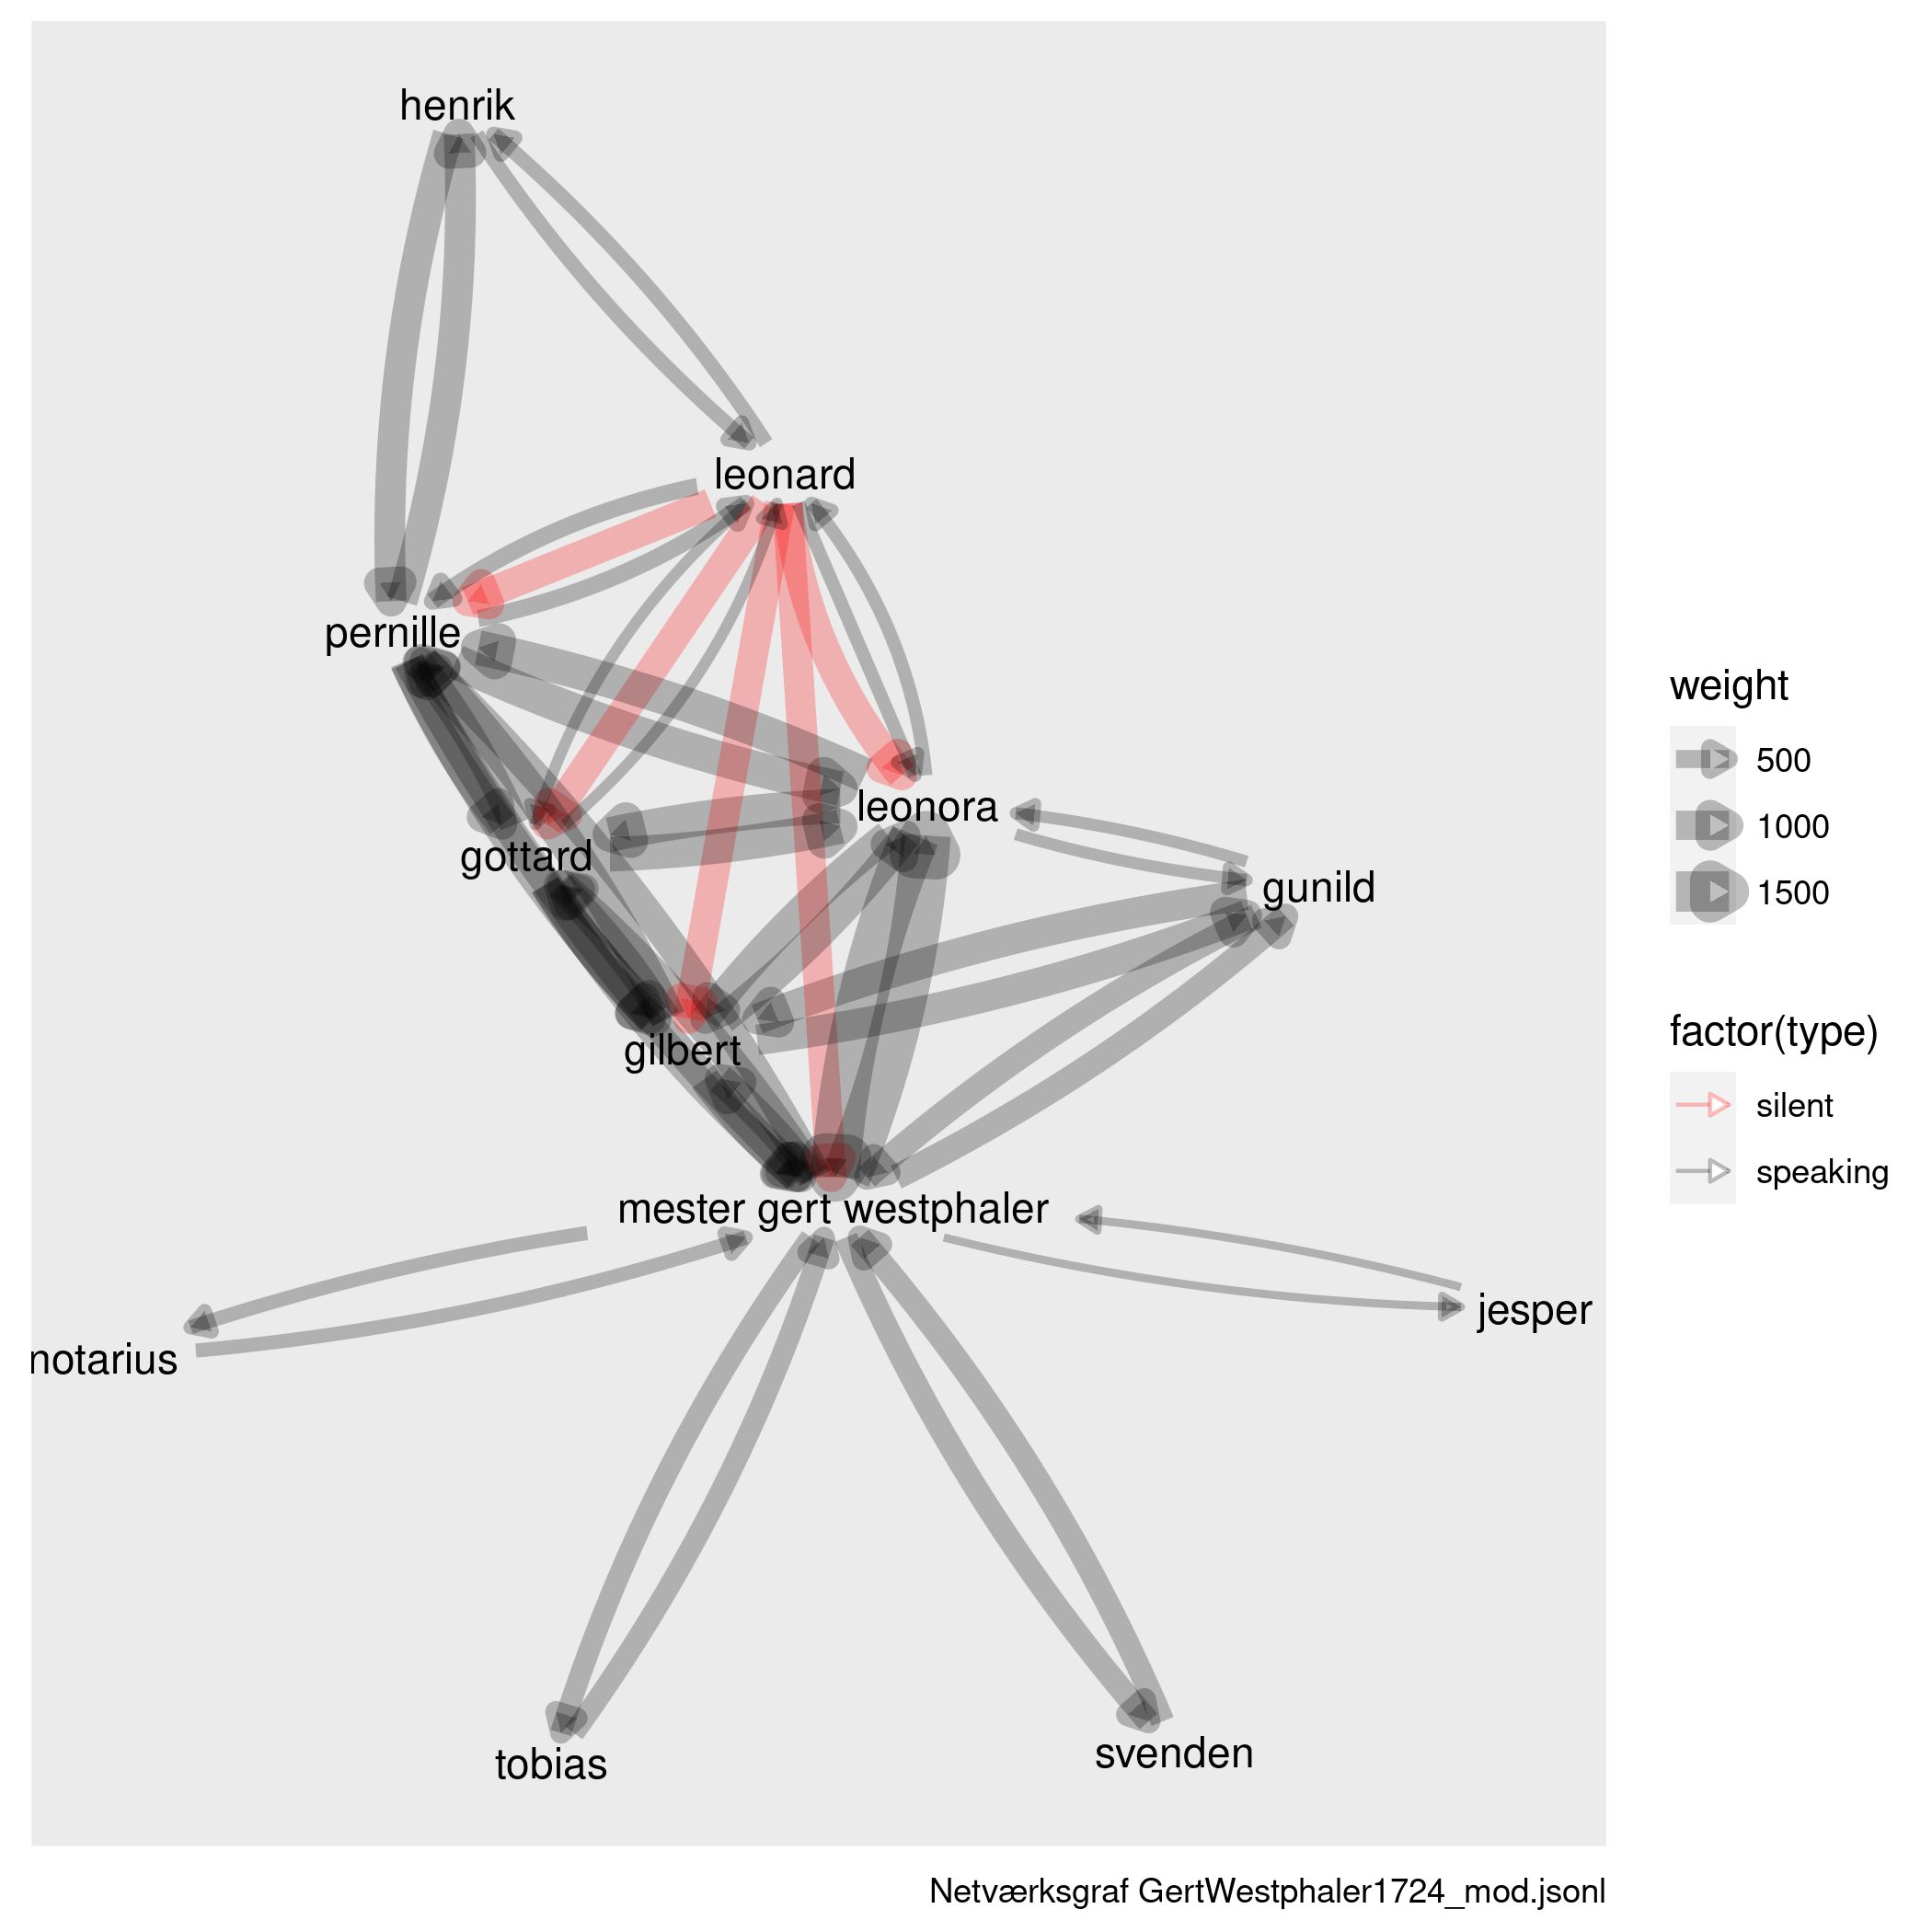 henrik
leonard
pernille
leonora
gottard
gunild
gilbert
mester gert westphaler
jesper
notarius
svenden
tobias
weight
500
1000
1500
factor(type)
silent
speaking
Netværksgraf GertWestphaler1724_mod.jsonl